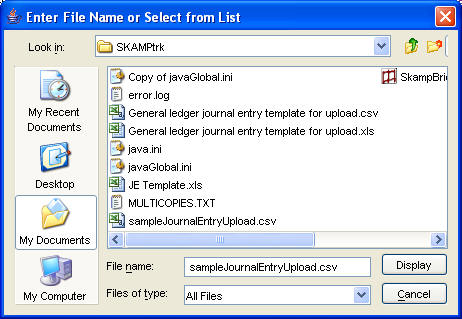 Enter File Name or Select from List
Look in: SKAMPtrk
My Recent Documents
Desktop
My Documents
My Computer
Copy of javaGlobal.ini
error.log
General ledger journal entry template for upload.csv
General ledger journal entry template for upload.xls
java.ini
javaGlobal.ini
JE Template.xls
MULTICOPIES.TXT
sampleJournalEntryUpload.csv
SkampBri
File name: sampleJournalEntryUpload.csv Display
Files of type: All Files Cancel